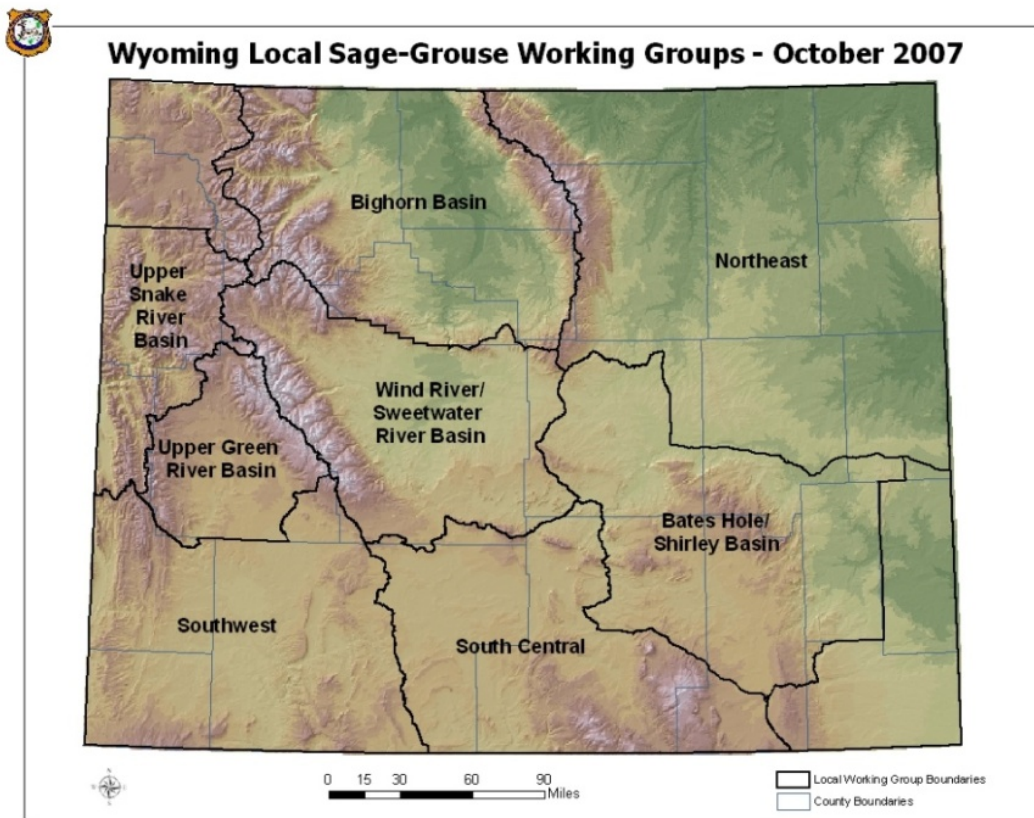 Wyoming Local Sage-Grouse Working Groups - October 2007
Bighorn Basin
Northeast
Upper
Snake
River
Basin
Wind River/
Sweetwater
River Basin
Upper Green
River Basin
Bates Hole/
Shirley Basin
Southwest
South Central
0 15 30 60 90
Miles
Local Working Group Boundaries
County Boundaries